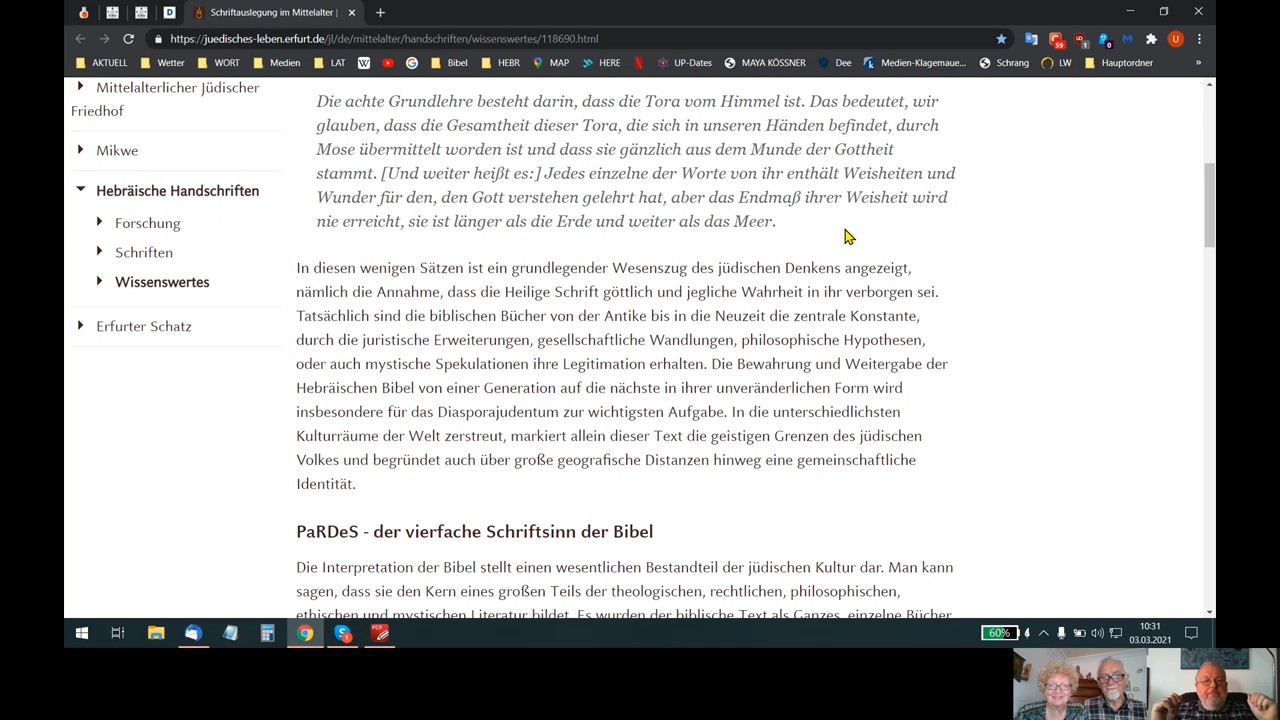 Schriftauslegung im Mittelalter |
https://juedisches-leben.erfurt.de/jl/de/mittelalter/handschriften/wissenswertes/118690.html
AKTUELL Wetter WORT Medien LAT Bibel HEBR MAP HERE UP-Dates MAYA KÖSSNER Dee Medien-Klagemaue... Schrang LW Hauptordner »
Mittelalterlicher Jüdischer
Friedhof
Mikwe
Hebräische Handschriften
Forschung
Schriften
Wissenswertes
Erfurter Schatz
Die achte Grundlehre besteht darin, dass die Tora vom Himmel ist. Das bedeutet, wir
glauben, dass die Gesamtheit dieser Tora, die sich in unseren Händen befindet, durch
Mose übermittelt worden ist und dass sie gänzlich aus dem Munde der Gottheit
stammt. [Und weiter heißt es:] Jedes einzelne der Worte von ihr enthält Weisheiten und
Wunder für den, den Gott verstehen gelehrt hat, aber das Endmaß ihrer Weisheit wird
nie erreicht, sie ist länger als die Erde und weiter als das Meer.
In diesen wenigen Sätzen ist ein grundlegender Wesenszug des jüdischen Denkens angezeigt,
nämlich die Annahme, dass die Heilige Schrift göttlich und jegliche Wahrheit in ihr verborgen sei.
Tatsächlich sind die biblischen Bücher von der Antike bis in die Neuzeit die zentrale Konstante,
durch die juristische Erweiterungen, gesellschaftliche Wandlungen, philosophische Hypothesen,
oder auch mystische Spekulationen ihre Legitimation erhalten. Die Bewahrung und Weitergabe der
Hebräischen Bibel von einer Generation auf die nächste in ihrer unveränderlichen Form wird
insbesondere für das Diasporajudentum zur wichtigsten Aufgabe. In die unterschiedlichsten
Kulturräume der Welt zerstreut, markiert allein dieser Text die geistigen Grenzen des jüdischen
Volkes und begründet auch über große geografische Distanzen hinweg eine gemeinschaftliche
Identität.
PaRDeS - der vierfache Schriftsinn der Bibel
Die Interpretation der Bibel stellt einen wesentlichen Bestandteil der jüdischen Kultur dar. Man kann
sagen, dass sie den Kern eines großen Teils der theologischen, rechtlichen, philosophischen,
ethischen und mystischen Literatur bildet. Es wurden der biblische Text als Ganzes, einzelne Bücher
60%
10:31
03.03.2021